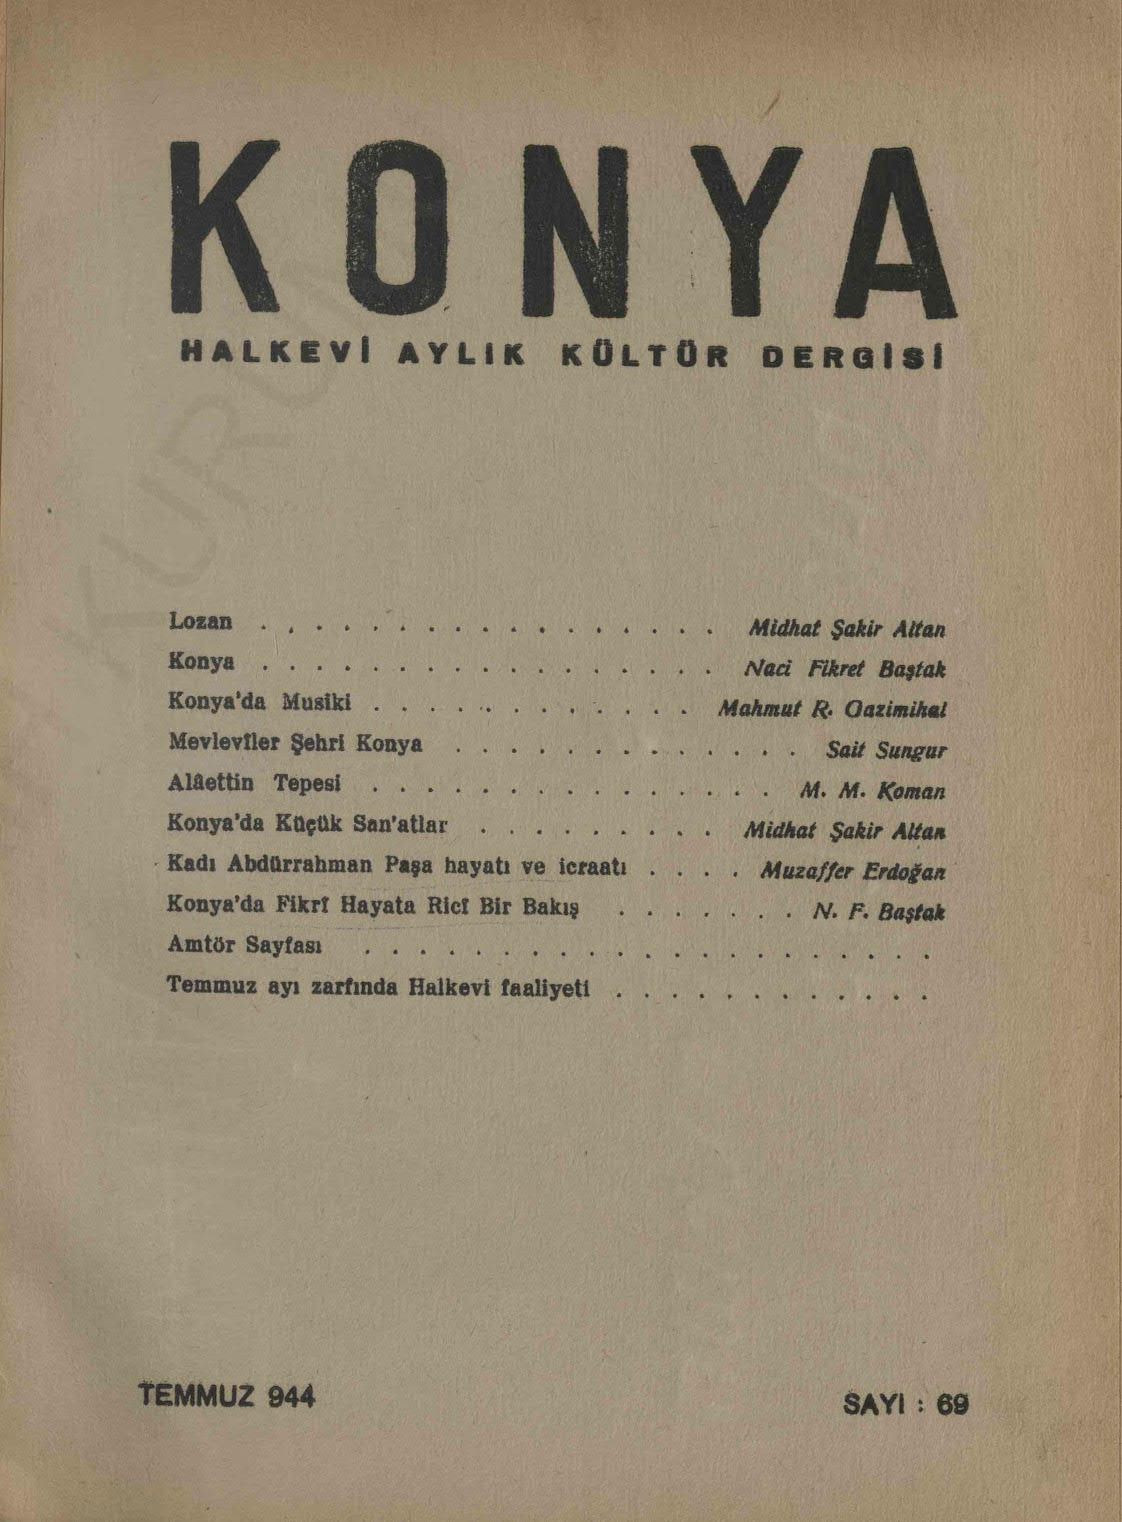 KONYA
HALKEVİ AYLIK KÜLTÜR DERGİSİ
Lozan . . . . . . . . . . . . . . . . . Midhat Şakir Altan
Konya . . . . . . . . . . . . . . . . . Naci Fikret Baştak
Konya'da Musiki . . . . . . . . . . . . Mahmut R. Gazimihal
Mevleviler Şehri Konya . . . . . . . . . . . . . Sait Sungur
Alâettin Tepesi . . . . . . . . . . . . . . . M. M. Koman
Konya'da Küçük San'atlar . . . . . . . . . Midhat Şakir Altan
Kadı Abdürrahman Paşa hayatı ve icraatı . . . . Muzaffer Erdoğan
Konya'da Fikrî Hayata Ricî Bir Bakış . . . . . . . N. F. Baştak
Amtör Sayfası . . . . . . . . . . . . . . . . . . . . .
Temmuz ayı zarfında Halkevi faaliyeti . . . . . . . . . . . .
TEMMUZ 944
SAYI : 69